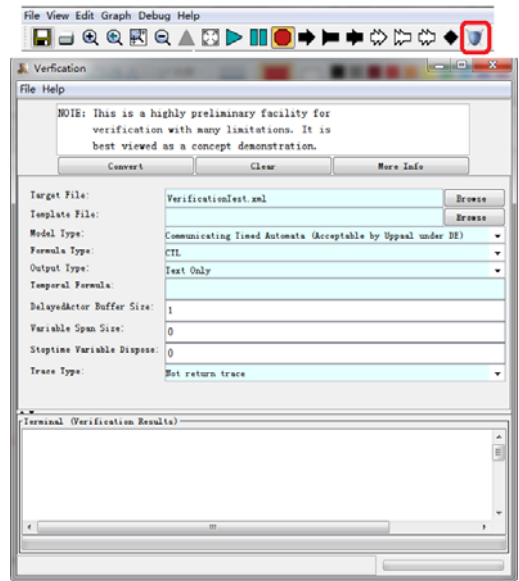 File View Edit Graph Debug Help
Verfication
File Help
NOTE: This is a highly preliminary facility for
verification with many limitations. It is
best viewed as a concept demonstration.
Convert Clear More Info
Target File: VerificationTest.xml Browse
Template File: Browse
Model Type: Communicating Timed Automata (Acceptable by Uppaal under DE)
Formula Type: CTL
Output Type: Text Only
Temporal Formula:
DelayedActor Buffer Size: 1
Variable Span Size: 0
Stoptime Variable Dispose: 0
Trace Type: Not return trace
Terminal (Verification Results)